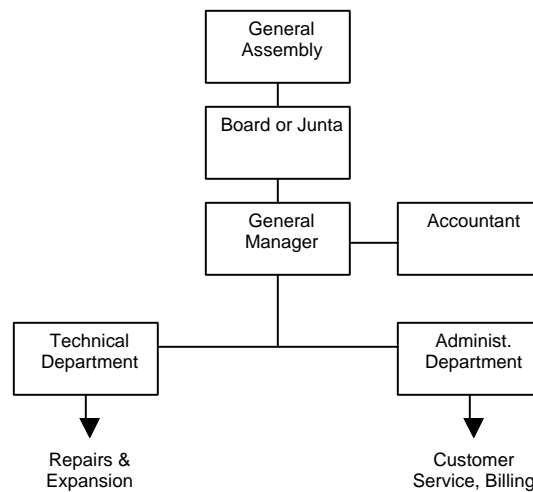 General
Assembly
Board or Junta
General
Manager
Accountant
Technical
Department
Administ.
Department
Repairs &
Expansion
Customer
Service, Billing